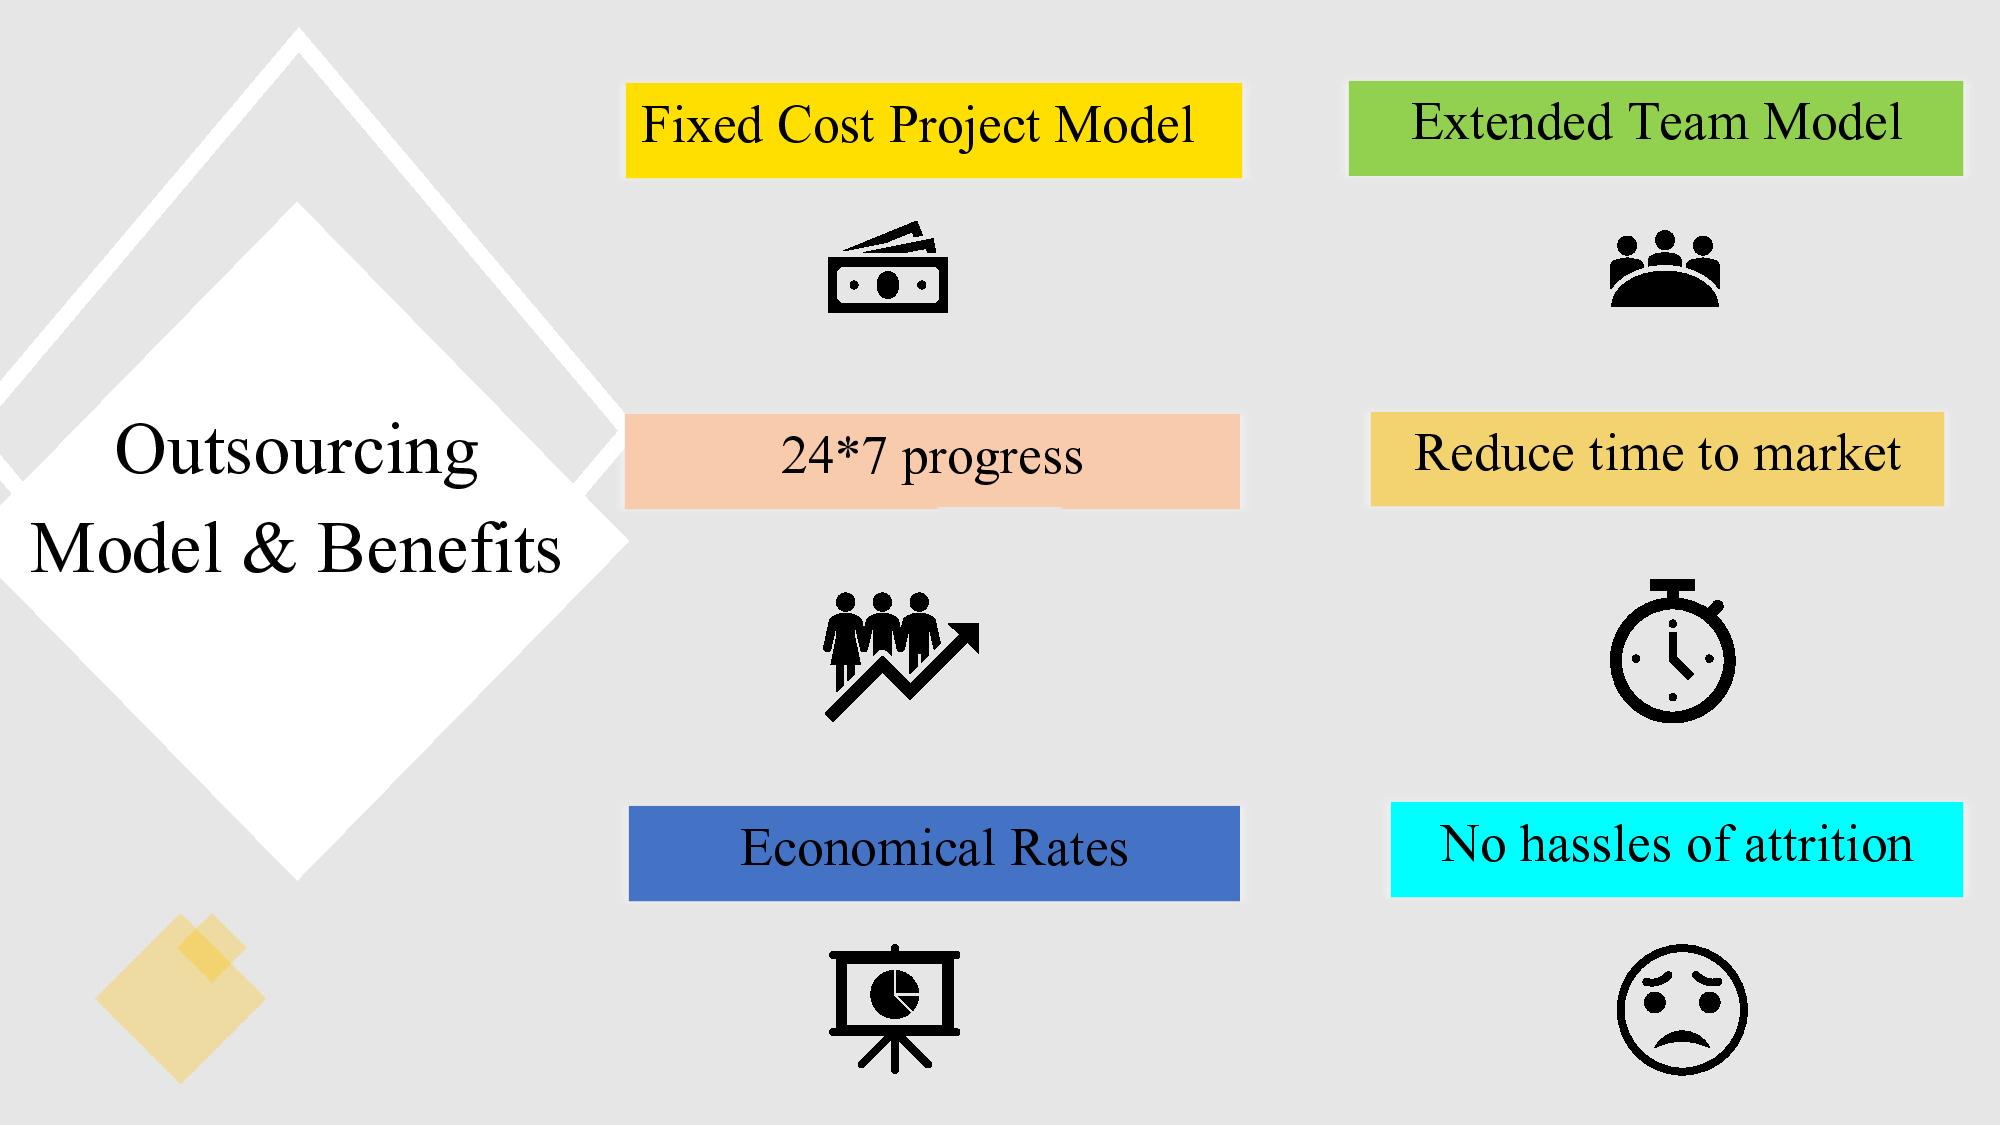 Outsourcing
Model & Benefits
Fixed Cost Project Model
Extended Team Model
24*7 progress
Reduce time to market
Economical Rates
No hassles of attrition